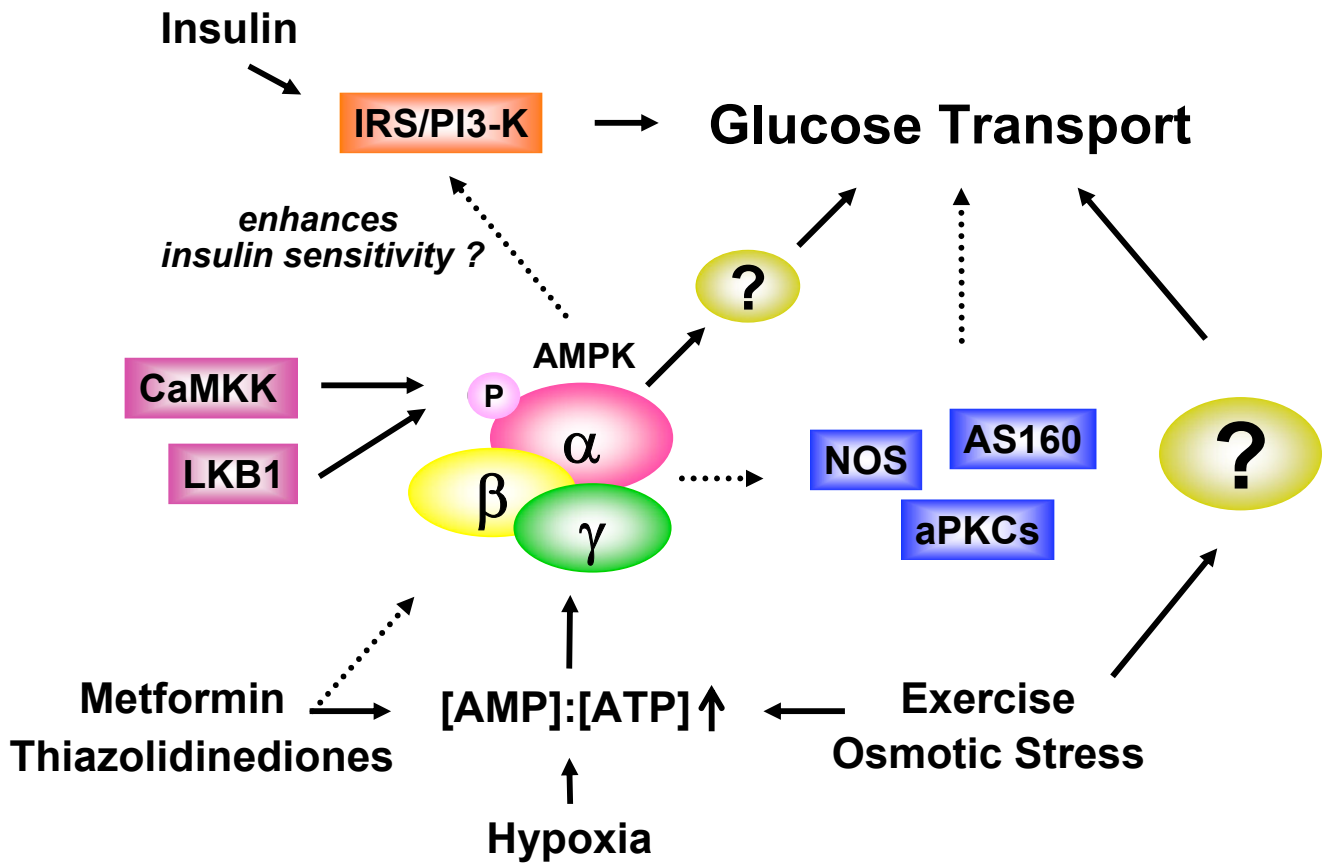 Insulin
IRS/PI3-K
Glucose Transport
enhances
insulin sensitivity ?
?
AMPK
CaMKK
P
α
LKB1
β
γ
NOS
AS160
aPKCs
?
Metformin
Thiazolidinediones
[AMP]:[ATP]↑
Exercise
Osmotic Stress
Hypoxia